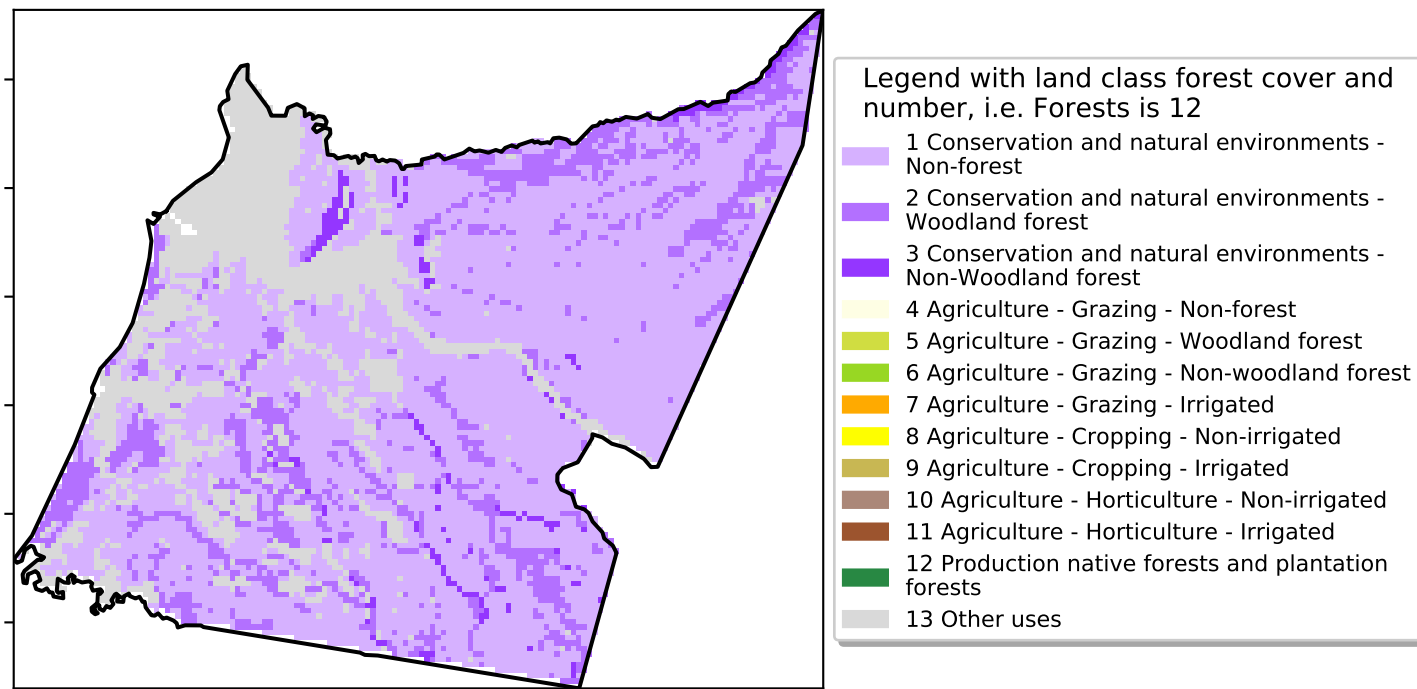 Legend with land class forest cover and
number, i.e. Forests is 12
1 Conservation and natural environments -
Non-forest
2 Conservation and natural environments -
Woodland forest
3 Conservation and natural environments -
Non-Woodland forest
4 Agriculture - Grazing - Non-forest
5 Agriculture - Grazing - Woodland forest
6 Agriculture - Grazing - Non-woodland forest
7 Agriculture - Grazing - Irrigated
8 Agriculture - Cropping - Non-irrigated
9 Agriculture - Cropping - Irrigated
10 Agriculture - Horticulture - Non-irrigated
11 Agriculture - Horticulture - Irrigated
12 Production native forests and plantation
forests
13 Other uses